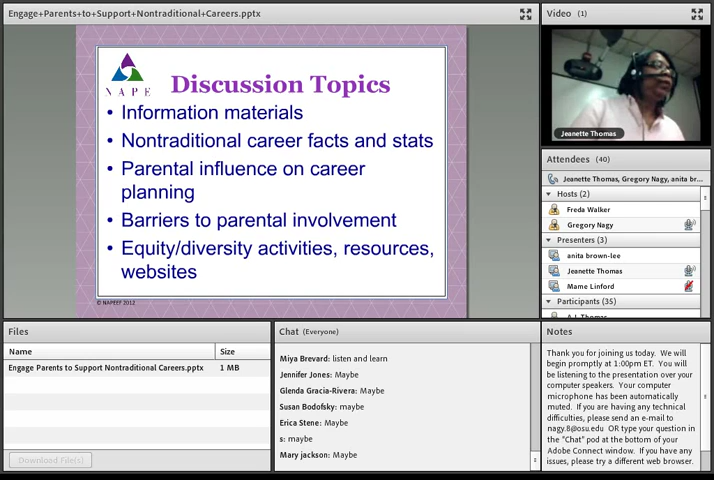 Engage+Parents+to+Support+Nontraditional+Careers.pptx
NAPE
Discussion Topics
• Information materials
• Nontraditional career facts and stats
• Parental influence on career
planning
• Barriers to parental involvement
• Equity/diversity activities, resources,
websites
© NAPEEF 2012
Video (1)
Jeanette Thomas
Attendees (40)
Jeanette Thomas, Gregory Nagy, anita br...
Hosts (2)
Freda Walker
Gregory Nagy
Presenters (3)
anita brown-lee
Jeanette Thomas
Mame Linford
Participants (35)
Files
Name Size
Engage Parents to Support Nontraditional Careers.pptx 1 MB
Download File(s)
Chat (Everyone)
Miya Brevard: listen and learn
Jennifer Jones: Maybe
Glenda Gracia-Rivera: Maybe
Susan Bodofsky: maybe
Erica Stene: Maybe
s: maybe
Mary jackson: Maybe
Notes
Thank you for joining us today. We will
begin promptly at 1:00pm ET. You will
be listening to the presentation over your
computer speakers. Your computer
microphone has been automatically
muted. If you are having any technical
difficulties, please send an e-mail to
nagy.8@osu.edu OR type your question in
the "Chat" pod at the bottom of your
Adobe Connect window. If you have any
issues, please try a different web browser.